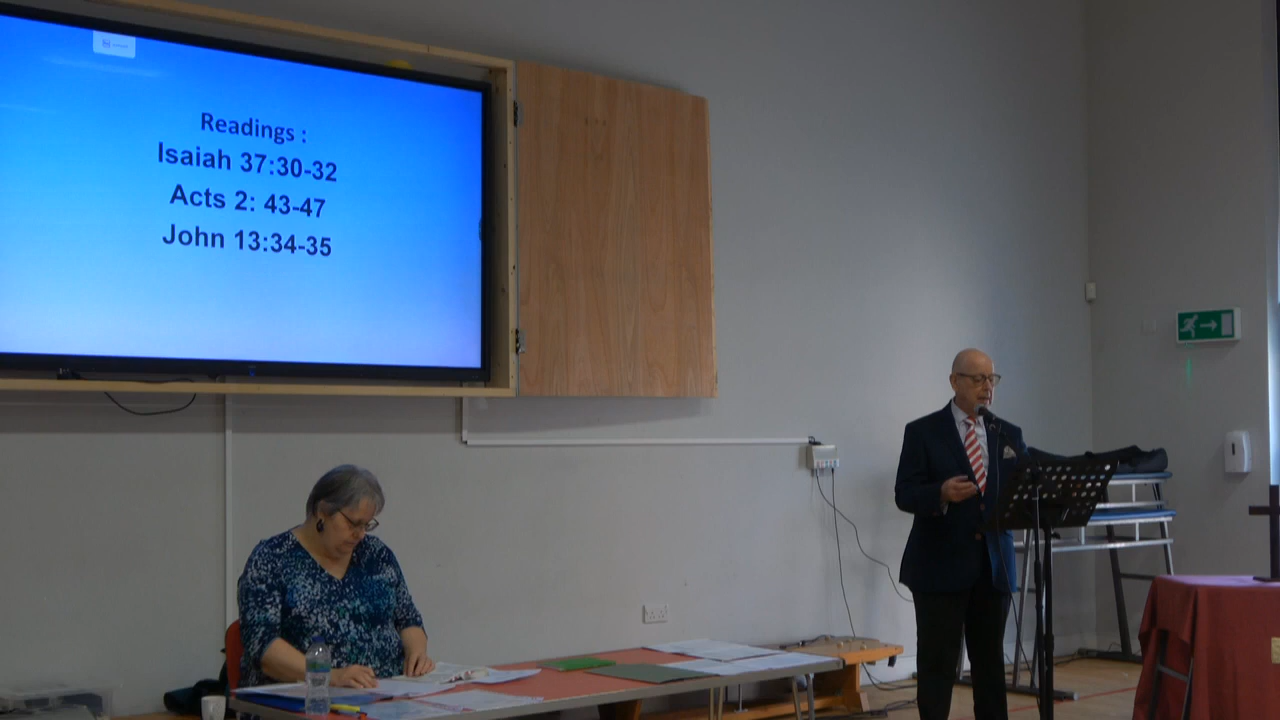 Readings :
Isaiah 37:30-32
Acts 2: 43-47
John 13:34-35